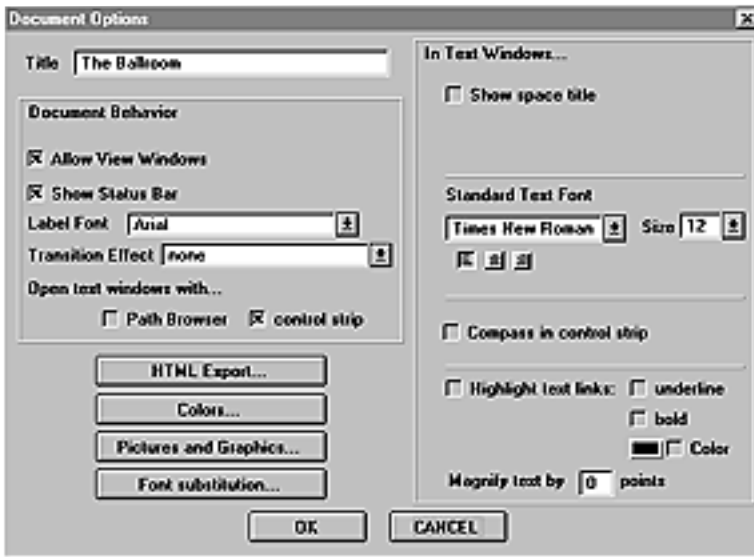 Document Options
Title The Ballroom
Document Behavior
Allow View Windows
Show Status Bar
Label Font Arial
Transition Effect none
Open text windows with...
Path Browser control strip
HTML Export...
Colors...
Pictures and Graphics...
Font substitution...
In Text Windows...
Show space title
Standard Text Font
Times New Roman Size 12
Compass in control strip
Highlight text links: underline
bold
Color
Magnify text by 0 points
OK CANCEL